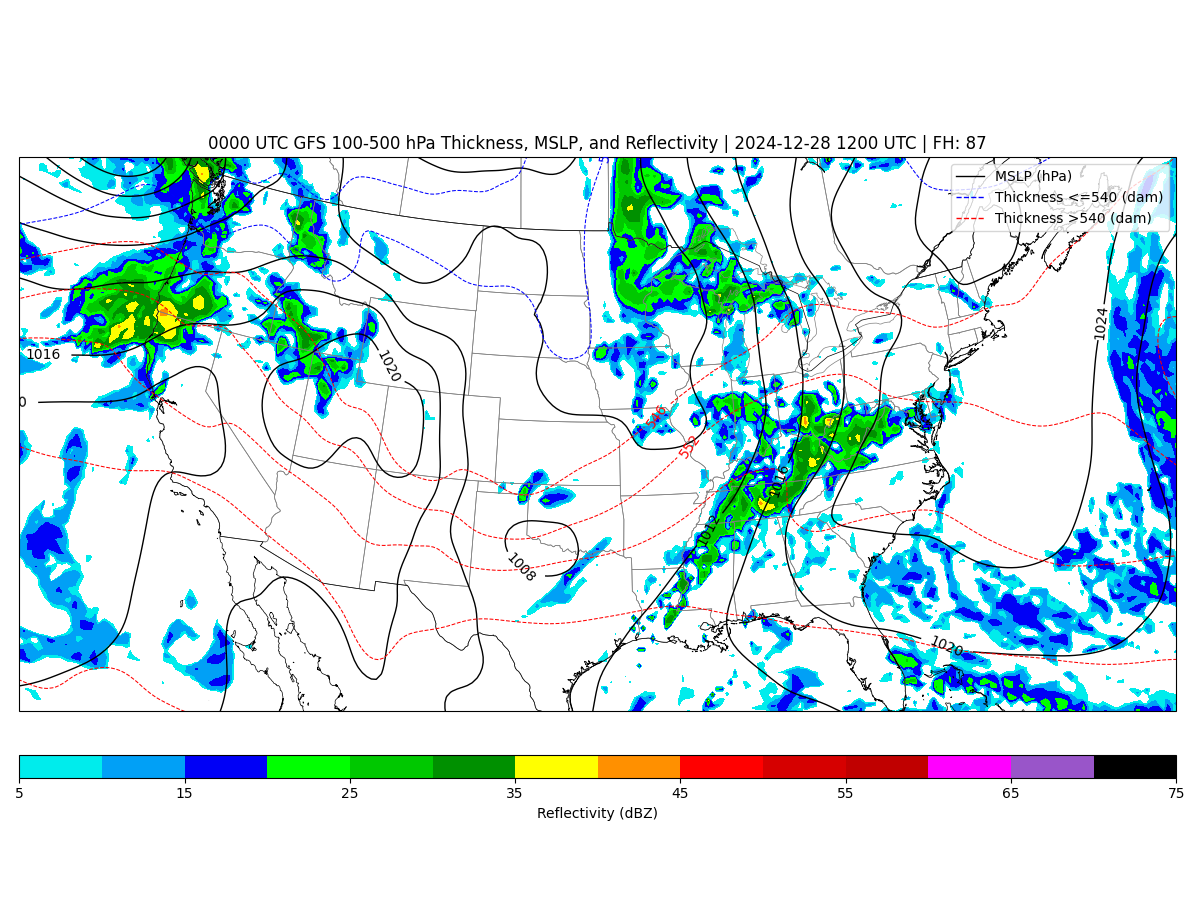 0000 UTC GFS 100-500 hPa Thickness, MSLP, and Reflectivity | 2024-12-28 1200 UTC | FH: 87
MSLP (hPa)
Thickness <=540 (dam)
Thickness >540 (dam)
1024
1016
1020
0
546
552
1016
1012
1008
1020
5 15 25 35 45 55 65 75
Reflectivity (dBZ)